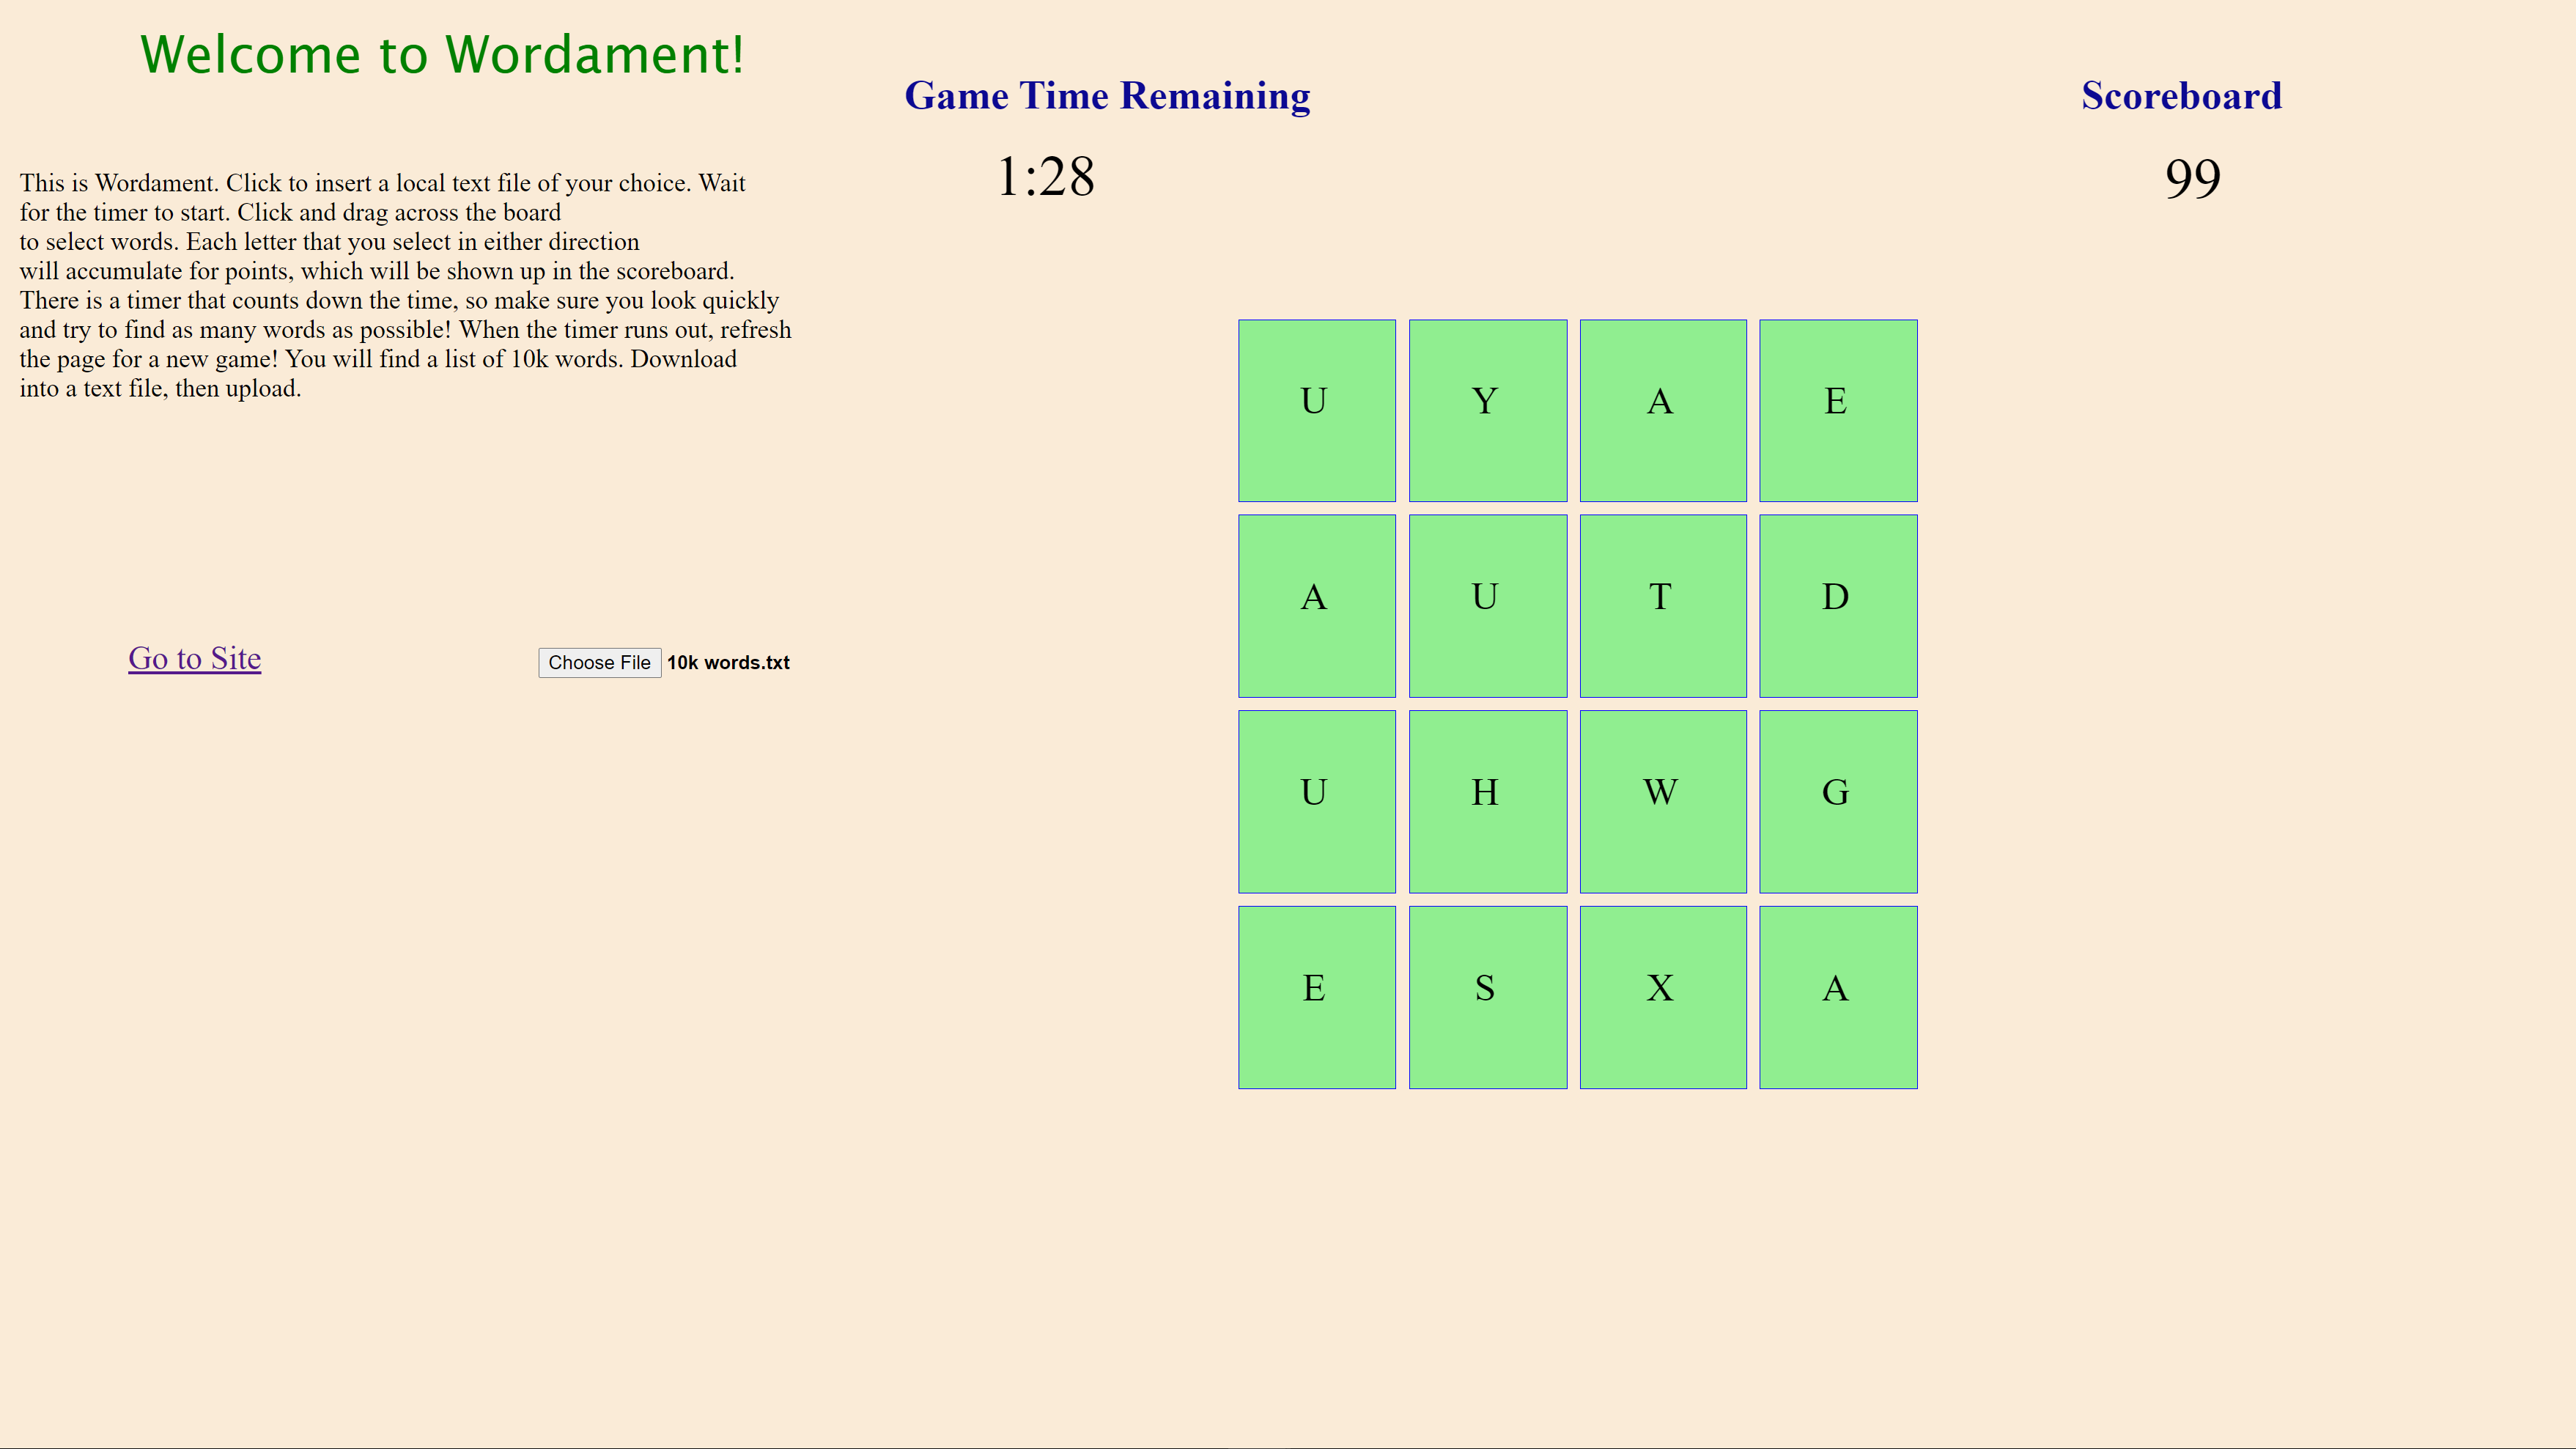 Welcome to Wordament!
Game Time Remaining
Scoreboard
1:28
99
This is Wordament. Click to insert a local text file of your choice. Wait
for the timer to start. Click and drag across the board
to select words. Each letter that you select in either direction
will accumulate for points, which will be shown up in the scoreboard.
There is a timer that counts down the time, so make sure you look quickly
and try to find as many words as possible! When the timer runs out, refresh
the page for a new game! You will find a list of 10k words. Download
into a text file, then upload.
Go to Site
Choose File 10k words.txt
U Y A E
A U T D
U H W G
E S X A